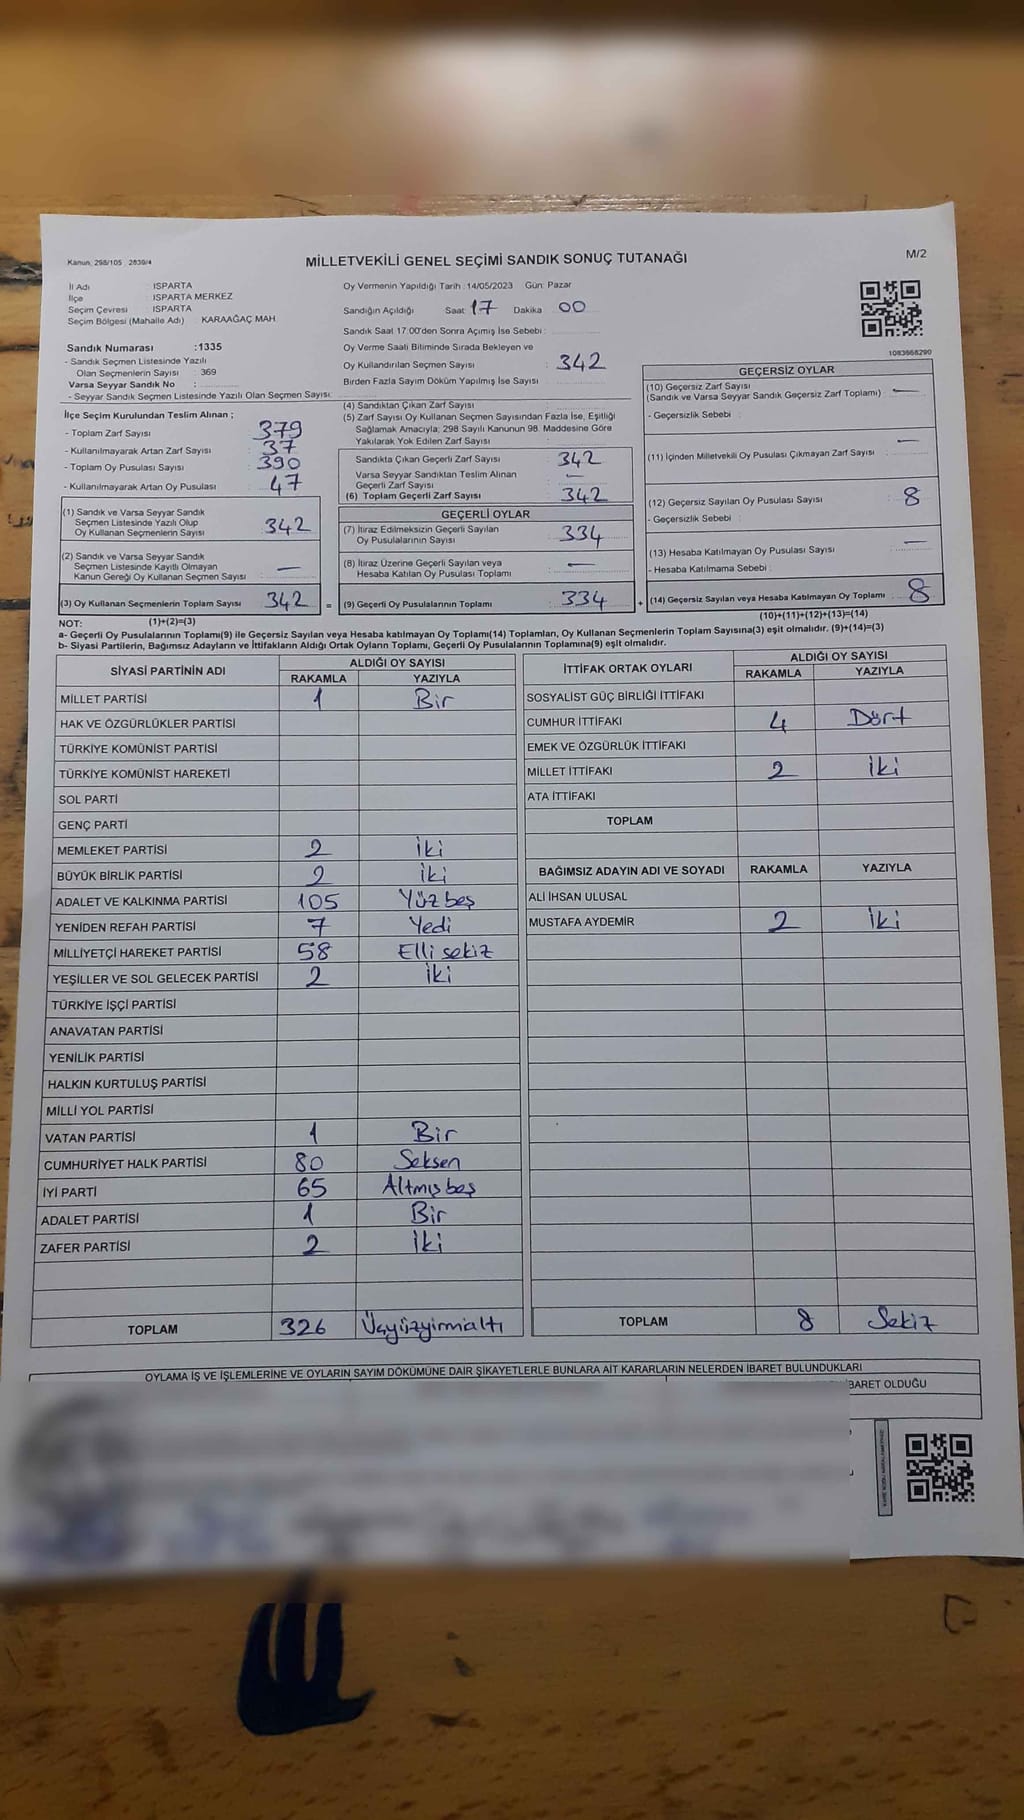 Kanun, 298/105 2839/4
MİLLETVEKİLİ GENEL SEÇİMİ SANDIK SONUÇ TUTANAĞI
M/2
İl Adı : ISPARTA
İlçe : ISPARTA MERKEZ
Seçim Çevresi : ISPARTA
Seçim Bölgesi (Mahalle Adı) KARAAĞAÇ MAH.
Sandık Numarası :1335
- Sandık Seçmen Listesinde Yazılı
Olan Seçmenlerin Sayısı : 369
Varsa Seyyar Sandık No :
- Seyyar Sandık Seçmen Listesinde Yazılı Olan Seçmen Sayısı:
Oy Vermenin Yapıldığı Tarih : 14/05/2023 Gün: Pazar
Sandığın Açıldığı Saat 17 Dakika 00
Sandık Saat 17:00'den Sonra Açımış İse Sebebi :
Oy Verme Saati Bitiminde Sırada Bekleyen ve
Oy Kullandırılan Seçmen Sayısı : 342
Birden Fazla Sayım Döküm Yapılmış İse Sayısı
1083668290
İlçe Seçim Kurulundan Teslim Alınan ;
- Toplam Zarf Sayısı : 379
- Kullanılmayarak Artan Zarf Sayısı : 37
- Toplam Oy Pusulası Sayısı : 390
- Kullanılmayarak Artan Oy Pusulası : 47
(1) Sandık ve Varsa Seyyar Sandık
Seçmen Listesinde Yazılı Olup
Oy Kullanan Seçmenlerin Sayısı : 342
(2) Sandık ve Varsa Seyyar Sandık
Seçmen Listesinde Kayıtlı Olmayan
Kanun Gereği Oy Kullanan Seçmen Sayısı —
(3) Oy Kullanan Seçmenlerin Toplam Sayısı 342 =
(4) Sandıktan Çıkan Zarf Sayısı :
(5) Zarf Sayısı Oy Kullanan Seçmen Sayısından Fazla İse, Eşitliği
Sağlamak Amacıyla; 298 Sayılı Kanunun 98. Maddesine Göre
Yakılarak Yok Edilen Zarf Sayısı :
Sandıkta Çıkan Geçerli Zarf Sayısı : 342
Varsa Seyyar Sandıktan Teslim Alınan
Geçerli Zarf Sayısı : —
(6) Toplam Geçerli Zarf Sayısı : 342
GEÇERLİ OYLAR
(7) İtiraz Edilmeksizin Geçerli Sayılan
Oy Pusulalarının Sayısı : 334
(8) İtiraz Üzerine Geçerli Sayılan veya
Hesaba Katılan Oy Pusulası Toplamı : —
(9) Geçerli Oy Pusulalarının Toplamı : 334 +
GEÇERSİZ OYLAR
(10) Geçersiz Zarf Sayısı
(Sandık ve Varsa Seyyar Sandık Geçersiz Zarf Toplamı) : —
- Geçersizlik Sebebi :
(11) İçinden Milletvekili Oy Pusulası Çıkmayan Zarf Sayısı : —
(12) Geçersiz Sayılan Oy Pusulası Sayısı : 8
- Geçersizlik Sebebi :
(13) Hesaba Katılmayan Oy Pusulası Sayısı : —
- Hesaba Katılmama Sebebi :
(14) Geçersiz Sayılan veya Hesaba Katılmayan Oy Toplamı : 8
NOT: (1)+(2)=(3)
(10)+(11)+(12)+(13)=(14)
a- Geçerli Oy Pusulalarının Toplamı(9) ile Geçersiz Sayılan veya Hesaba katılmayan Oy Toplamı(14) Toplamları, Oy Kullanan Seçmenlerin Toplam Sayısına(3) eşit olmalıdır. (9)+(14)=(3)
b- Siyasi Partilerin, Bağımsız Adayların ve İttifakların Aldığı Ortak Oyların Toplamı, Geçerli Oy Pusulalarının Toplamına(9) eşit olmalıdır.
SİYASİ PARTİNİN ADI ALDIĞI OY SAYISI
RAKAMLA YAZIYLA
MİLLET PARTİSİ 1 Bir
HAK VE ÖZGÜRLÜKLER PARTİSİ
TÜRKİYE KOMÜNİST PARTİSİ
TÜRKİYE KOMÜNİST HAREKETİ
SOL PARTİ
GENÇ PARTİ
MEMLEKET PARTİSİ 2 İki
BÜYÜK BİRLİK PARTİSİ 2 İki
ADALET VE KALKINMA PARTİSİ 105 Yüz beş
YENİDEN REFAH PARTİSİ 7 Yedi
MİLLİYETÇİ HAREKET PARTİSİ 58 Elli sekiz
YEŞİLLER VE SOL GELECEK PARTİSİ 2 İki
TÜRKİYE İŞÇİ PARTİSİ
ANAVATAN PARTİSİ
YENİLİK PARTİSİ
HALKIN KURTULUŞ PARTİSİ
MİLLİ YOL PARTİSİ
VATAN PARTİSİ 1 Bir
CUMHURİYET HALK PARTİSİ 80 Seksen
İYİ PARTİ 65 Altmış beş
ADALET PARTİSİ 1 Bir
ZAFER PARTİSİ 2 İki
TOPLAM 326 Üçyüzyirmialtı
İTTİFAK ORTAK OYLARI ALDIĞI OY SAYISI
RAKAMLA YAZIYLA
SOSYALİST GÜÇ BİRLİĞİ İTTİFAKI
CUMHUR İTTİFAKI 4 Dört
EMEK VE ÖZGÜRLÜK İTTİFAKI
MİLLET İTTİFAKI 2 İki
ATA İTTİFAKI
TOPLAM
BAĞIMSIZ ADAYIN ADI VE SOYADI RAKAMLA YAZIYLA
ALİ İHSAN ULUSAL
MUSTAFA AYDEMİR 2 İki
TOPLAM 8 Sekiz
OYLAMA İŞ VE İŞLEMLERİNE VE OYLARIN SAYIM DÖKÜMÜNE DAİR ŞİKAYETLERLE BUNLARA AİT KARARLARIN NELERDEN İBARET BULUNDUKLARI
BARET OLDUĞU